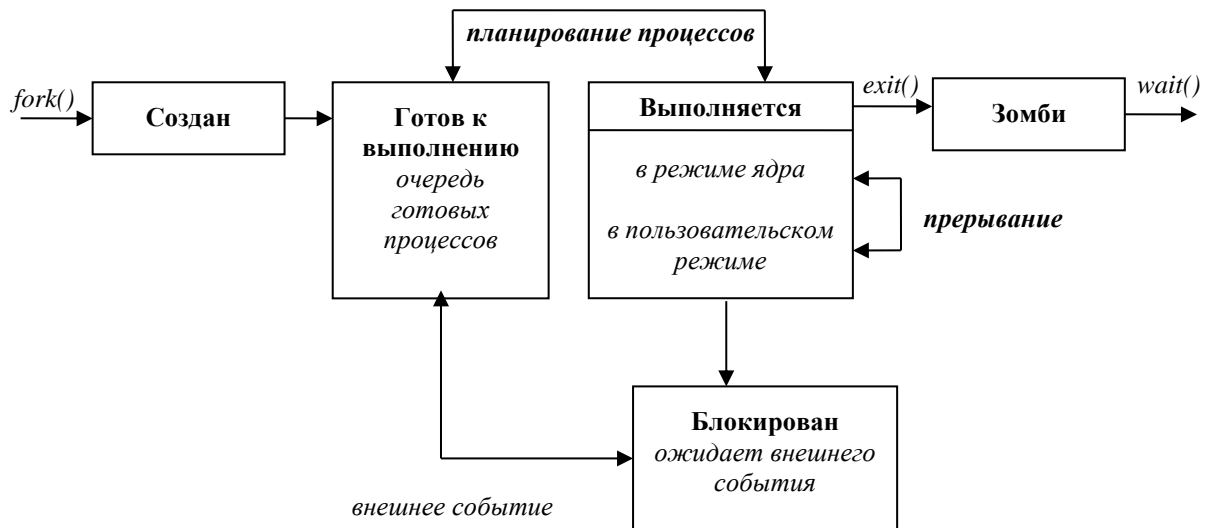 планирование процессов
fork()
Создан
Готов к
выполнению
очередь
готовых
процессов
Выполняется
в режиме ядра
в пользовательском
режиме
exit()
Зомби
wait()
прерывание
Блокирован
ожидает внешнего
события
внешнее событие